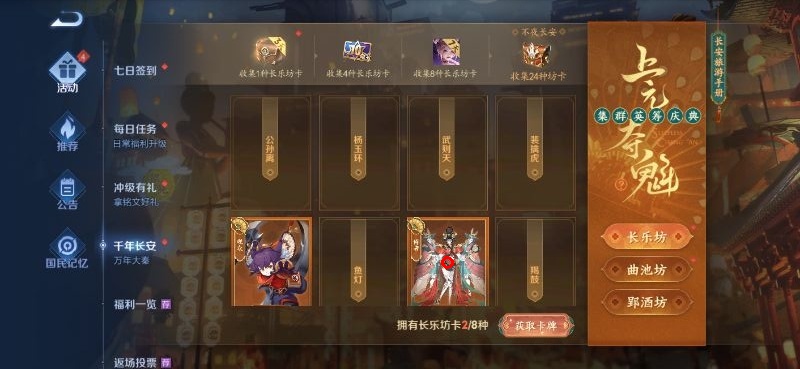 4
活动
推荐
公告
国民记忆
七日签到
每日任务
日常福利升级
冲级有礼
拿铭文好礼
千年长安
万年大秦
福利一览 荐
返场投票 荐
不夜长安
收集1种长乐坊卡
收集4种长乐坊卡
收集8种长乐坊卡
收集24种坊卡
公孙离
杨玉环
武则天
裴擒虎
鱼灯
羯鼓
拥有长乐坊卡2/8种
获取卡牌
上元夺魁
集群英筹庆典
长乐坊
曲池坊
郢酒坊
长安旅游手册